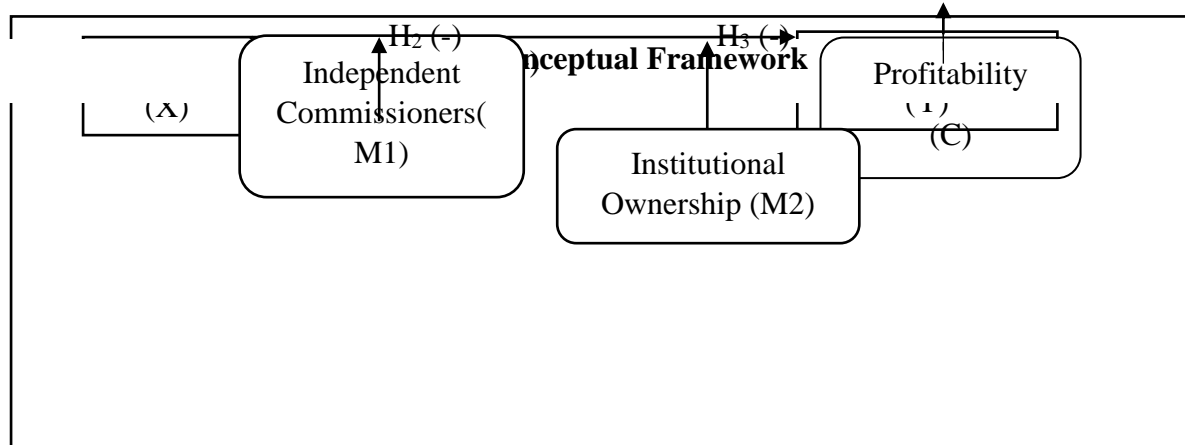 H₂ (-)
H₃ (-)
nceptual Framework
Independent
Commissioners(
M1)
(X)
Institutional
Ownership (M2)
Profitability
(C)